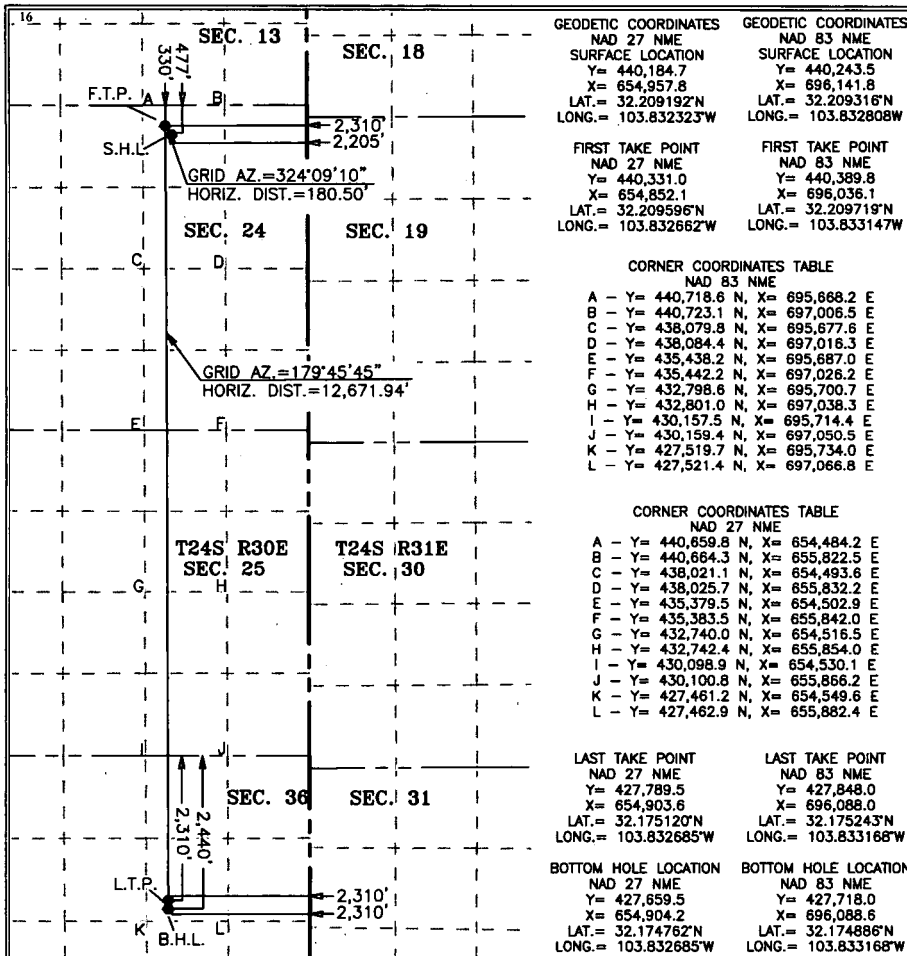 16
SEC. 13
SEC. 18
477'
330'
F.T.P.
A
B
2,310'
2,205'
S.H.L.
GRID AZ.=324°09'10"
HORIZ. DIST.=180.50'
SEC. 24
SEC. 19
C
D
GRID AZ.=179°45'45"
HORIZ. DIST.=12,671.94'
E
F
T24S R30E
SEC. 25
T24S R31E
SEC. 30
G
H
I
J
SEC. 36
SEC. 31
2,310'
2,440'
L.T.P.
2,310'
2,310'
K
L
B.H.L.
GEODETIC COORDINATES
NAD 27 NME
SURFACE LOCATION
Y= 440,184.7
X= 654,957.8
LAT.= 32.209192°N
LONG.= 103.832323°W
GEODETIC COORDINATES
NAD 83 NME
SURFACE LOCATION
Y= 440,243.5
X= 696,141.8
LAT.= 32.209316°N
LONG.= 103.832808°W
FIRST TAKE POINT
NAD 27 NME
Y= 440,331.0
X= 654,852.1
LAT.= 32.209596°N
LONG.= 103.832662°W
FIRST TAKE POINT
NAD 83 NME
Y= 440,389.8
X= 696,036.1
LAT.= 32.209719°N
LONG.= 103.833147°W
CORNER COORDINATES TABLE
NAD 83 NME
A - Y= 440,718.6 N, X= 695,668.2 E
B - Y= 440,723.1 N, X= 697,006.5 E
C - Y= 438,079.8 N, X= 695,677.6 E
D - Y= 438,084.4 N, X= 697,016.3 E
E - Y= 435,438.2 N, X= 695,687.0 E
F - Y= 435,442.2 N, X= 697,026.2 E
G - Y= 432,798.6 N, X= 695,700.7 E
H - Y= 432,801.0 N, X= 697,038.3 E
I - Y= 430,157.5 N, X= 695,714.4 E
J - Y= 430,159.4 N, X= 697,050.5 E
K - Y= 427,519.7 N, X= 695,734.0 E
L - Y= 427,521.4 N, X= 697,066.8 E
CORNER COORDINATES TABLE
NAD 27 NME
A - Y= 440,659.8 N, X= 654,484.2 E
B - Y= 440,664.3 N, X= 655,822.5 E
C - Y= 438,021.1 N, X= 654,493.6 E
D - Y= 438,025.7 N, X= 655,832.2 E
E - Y= 435,379.5 N, X= 654,502.9 E
F - Y= 435,383.5 N, X= 655,842.0 E
G - Y= 432,740.0 N, X= 654,516.5 E
H - Y= 432,742.4 N, X= 655,854.0 E
I - Y= 430,098.9 N, X= 654,530.1 E
J - Y= 430,100.8 N, X= 655,866.2 E
K - Y= 427,461.2 N, X= 654,549.6 E
L - Y= 427,462.9 N, X= 655,882.4 E
LAST TAKE POINT
NAD 27 NME
Y= 427,789.5
X= 654,903.6
LAT.= 32.175120°N
LONG.= 103.832685°W
LAST TAKE POINT
NAD 83 NME
Y= 427,848.0
X= 696,088.0
LAT.= 32.175243°N
LONG.= 103.833168°W
BOTTOM HOLE LOCATION
NAD 27 NME
Y= 427,659.5
X= 654,904.2
LAT.= 32.174762°N
LONG.= 103.832685°W
BOTTOM HOLE LOCATION
NAD 83 NME
Y= 427,718.0
X= 696,088.6
LAT.= 32.174886°N
LONG.= 103.833168°W